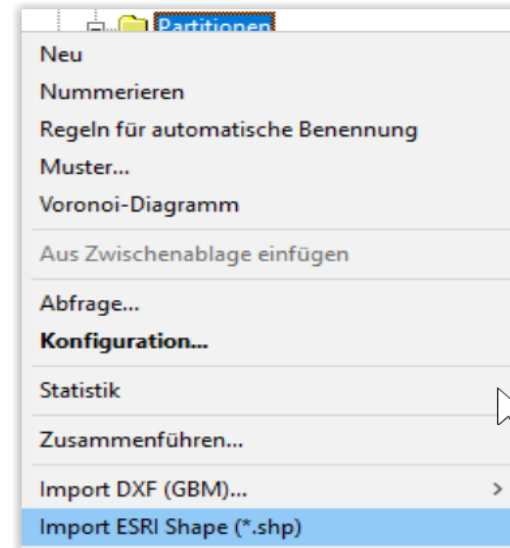 Partitionen
Neu
Nummerieren
Regeln für automatische Benennung
Muster...
Voronoi-Diagramm
Aus Zwischenablage einfügen
Abfrage...
Konfiguration...
Statistik
Zusammenführen...
Import DXF (GBM)...
Import ESRI Shape (*.shp)